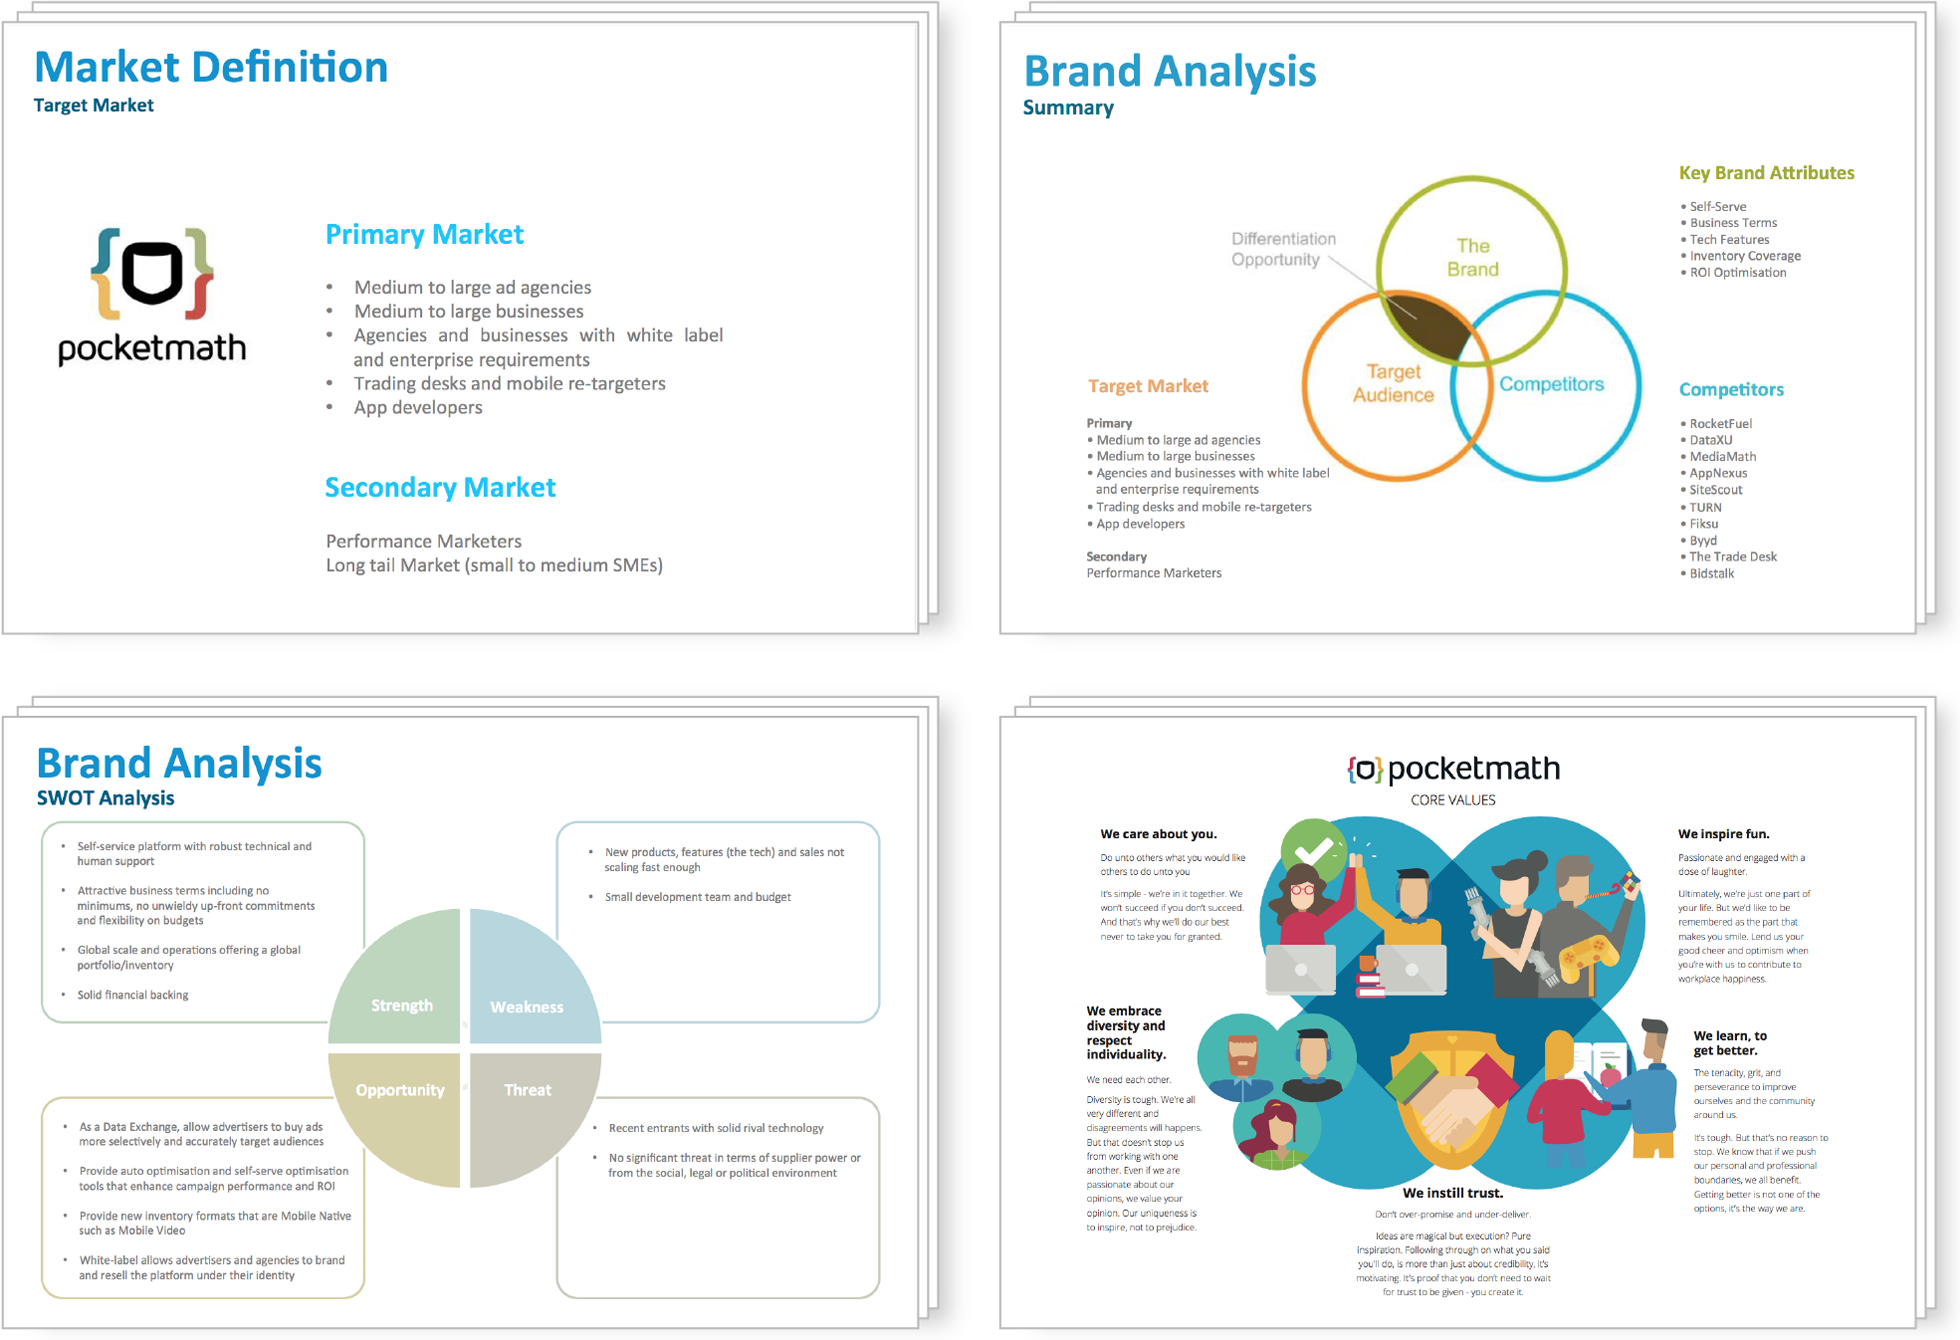 Market Definition
Target Market
pocketmath
Primary Market
• Medium to large ad agencies
• Medium to large businesses
• Agencies and businesses with white label
and enterprise requirements
• Trading desks and mobile re-targeters
• App developers
Secondary Market
Performance Marketers
Long tail Market (small to medium SMEs)
Brand Analysis
Summary
Differentiation
Opportunity
The
Brand
Target
Audience
Competitors
Key Brand Attributes
• Self-Serve
• Business Terms
• Tech Features
• Inventory Coverage
• ROI Optimisation
Target Market
Primary
• Medium to large ad agencies
• Medium to large businesses
• Agencies and businesses with white label
and enterprise requirements
• Trading desks and mobile re-targeters
• App developers
Secondary
Performance Marketers
Competitors
• RocketFuel
• DataXU
• MediaMath
• AppNexus
• SiteScout
• TURN
• Fiksu
• Byyd
• The Trade Desk
• Bidstalk
Brand Analysis
SWOT Analysis
• Self-service platform with robust technical and
human support
• Attractive business terms including no
minimums, no unwieldy up-front commitments
and flexibility on budgets
• Global scale and operations offering a global
portfolio/inventory
• Solid financial backing
• New products, features (the tech) and sales not
scaling fast enough
• Small development team and budget
Strength
Weakness
Opportunity
Threat
• As a Data Exchange, allow advertisers to buy ads
more selectively and accurately target audiences
• Provide auto optimisation and self-serve optimisation
tools that enhance campaign performance and ROI
• Provide new inventory formats that are Mobile Native
such as Mobile Video
• White-label allows advertisers and agencies to brand
and resell the platform under their identity
• Recent entrants with solid rival technology
• No significant threat in terms of supplier power or
from the social, legal or political environment
pocketmath
CORE VALUES
We care about you.
Do unto others what you would like
others to do unto you
It's simple - we're in it together. We
won't succeed if you don't succeed.
And that's why we'll do our best
never to take you for granted.
We inspire fun.
Passionate and engaged with a
dose of laughter.
Ultimately, we're just one part of
your life. But we'd like to be
remembered as the part that
makes you smile. Lend us your
good cheer and optimism when
you're with us to contribute to
workplace happiness.
We embrace
diversity and
respect
individuality.
We need each other.
Diversity is tough. We're all
very different and
disagreements will happen.
But that doesn't stop us
from working with one
another. Even if we are
passionate about our
opinions, we value your
opinion. Our uniqueness is
to inspire, not to prejudice.
We learn, to
get better.
The tenacity, grit, and
perseverance to improve
ourselves and the community
around us.
It's tough. But that's no reason to
stop. We know that if we push
our personal and professional
boundaries, we all benefit.
Getting better is not one of the
options, it's the way we are.
We instill trust.
Don't over-promise and under-deliver.
Ideas are magical but execution? Pure
inspiration. Following through on what you said
you'll do, is more than just about credibility, it's
motivating. It's proof that you don't need to wait
for trust to be given - you create it.